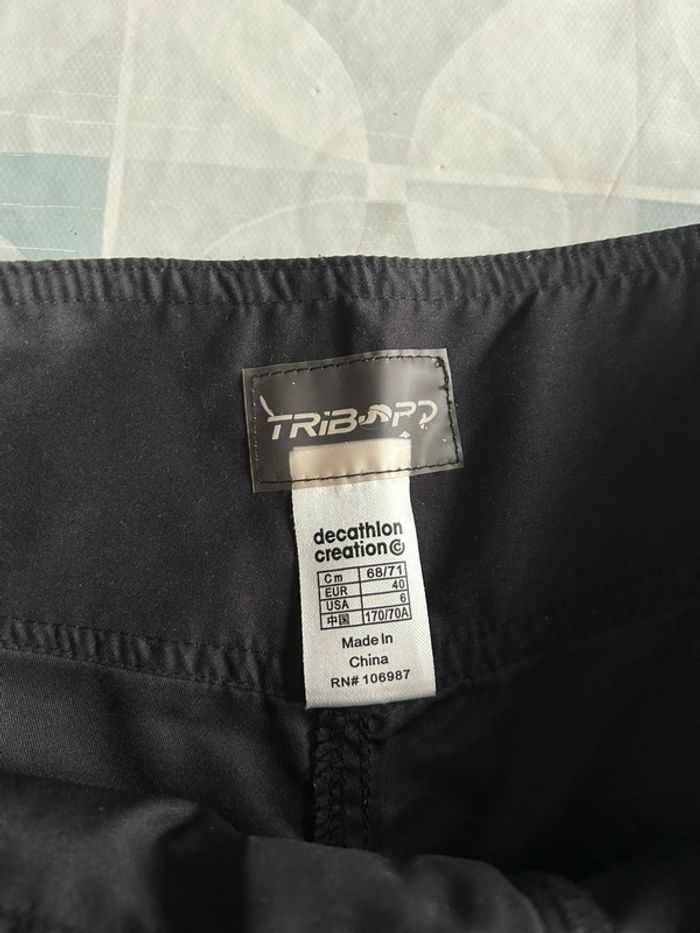 TRIBORD
decathlon
creation©
Cm 68/71
EUR 40
USA 6
中国 170/70A
Made In
China
RN# 106987